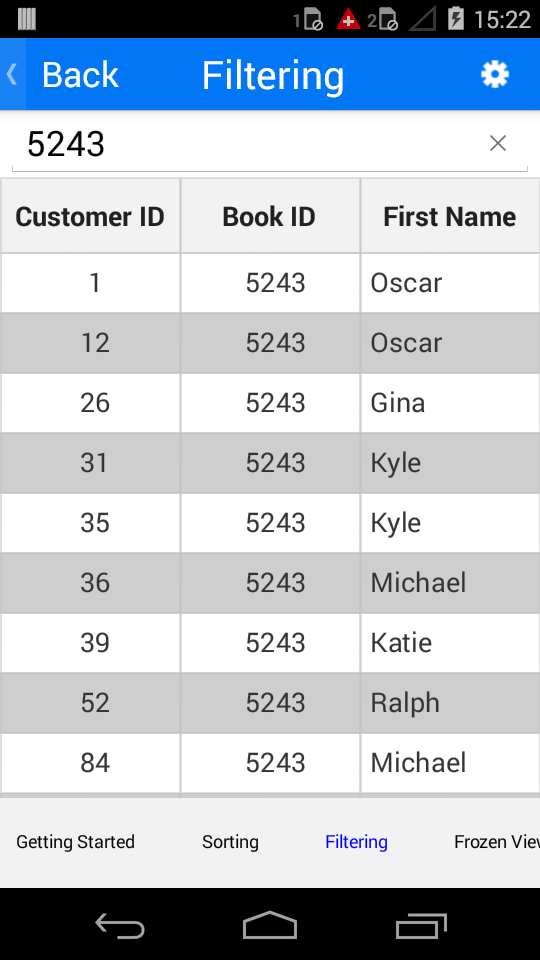 1 2 15:22
Back Filtering
5243
Customer ID Book ID First Name
1 5243 Oscar
12 5243 Oscar
26 5243 Gina
31 5243 Kyle
35 5243 Kyle
36 5243 Michael
39 5243 Katie
52 5243 Ralph
84 5243 Michael
Getting Started Sorting Filtering Frozen View